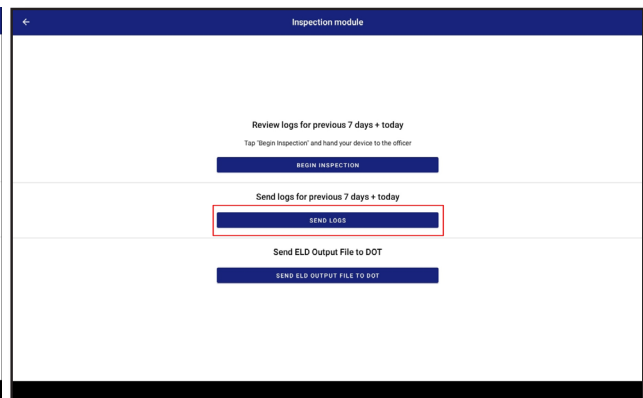 Inspection module
Review logs for previous 7 days + today
Tap "Begin Inspection" and hand your device to the officer
BEGIN INSPECTION
Send logs for previous 7 days + today
SEND LOGS
Send ELD Output File to DOT
SEND ELD OUTPUT FILE TO DOT